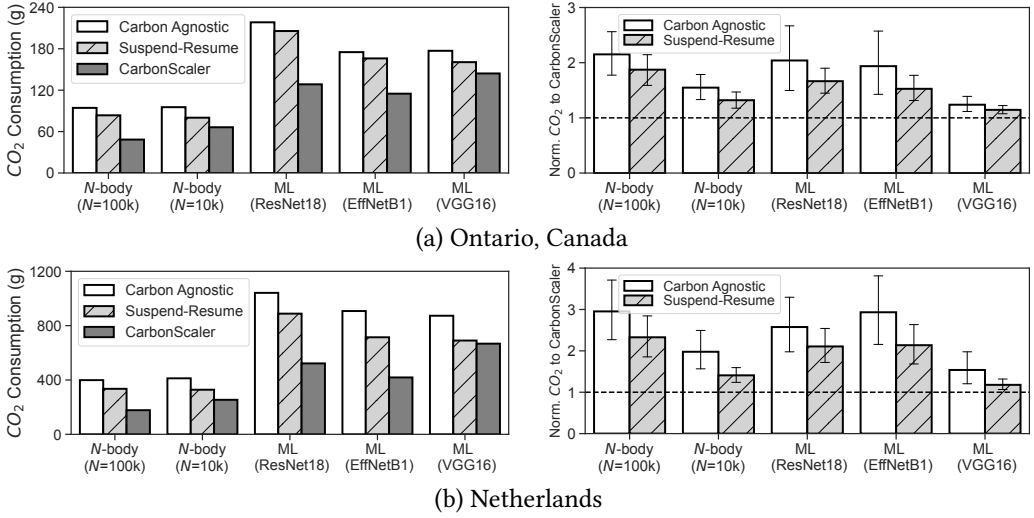 CO2 Consumption (g)
240
180
120
60
0
Carbon Agnostic
Suspend-Resume
CarbonScaler
N-body
(N=100k)
N-body
(N=10k)
ML
(ResNet18)
ML
(EffNetB1)
ML
(VGG16)
Norm. CO2 to CarbonScaler
3
2
1
0
Carbon Agnostic
Suspend-Resume
N-body
(N=100k)
N-body
(N=10k)
ML
(ResNet18)
ML
(EffNetB1)
ML
(VGG16)
(a) Ontario, Canada
CO2 Consumption (g)
1200
800
400
0
Carbon Agnostic
Suspend-Resume
CarbonScaler
N-body
(N=100k)
N-body
(N=10k)
ML
(ResNet18)
ML
(EffNetB1)
ML
(VGG16)
Norm. CO2 to CarbonScaler
4
3
2
1
0
Carbon Agnostic
Suspend-Resume
N-body
(N=100k)
N-body
(N=10k)
ML
(ResNet18)
ML
(EffNetB1)
ML
(VGG16)
(b) Netherlands